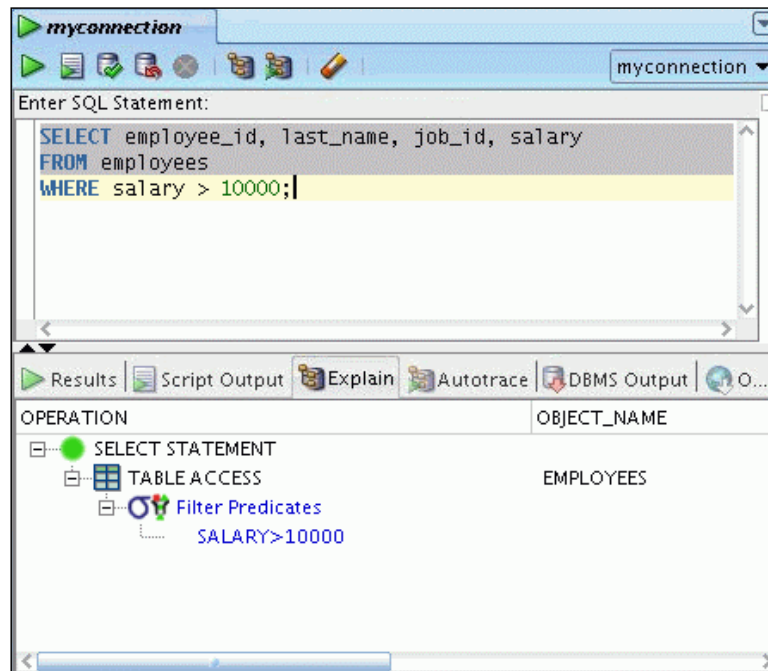 myconnection
myconnection
Enter SQL Statement:
SELECT employee_id, last_name, job_id, salary
FROM employees
WHERE salary > 10000;
Results Script Output Explain Autotrace DBMS Output O...
OPERATION OBJECT_NAME
SELECT STATEMENT
TABLE ACCESS EMPLOYEES
Filter Predicates
SALARY>10000